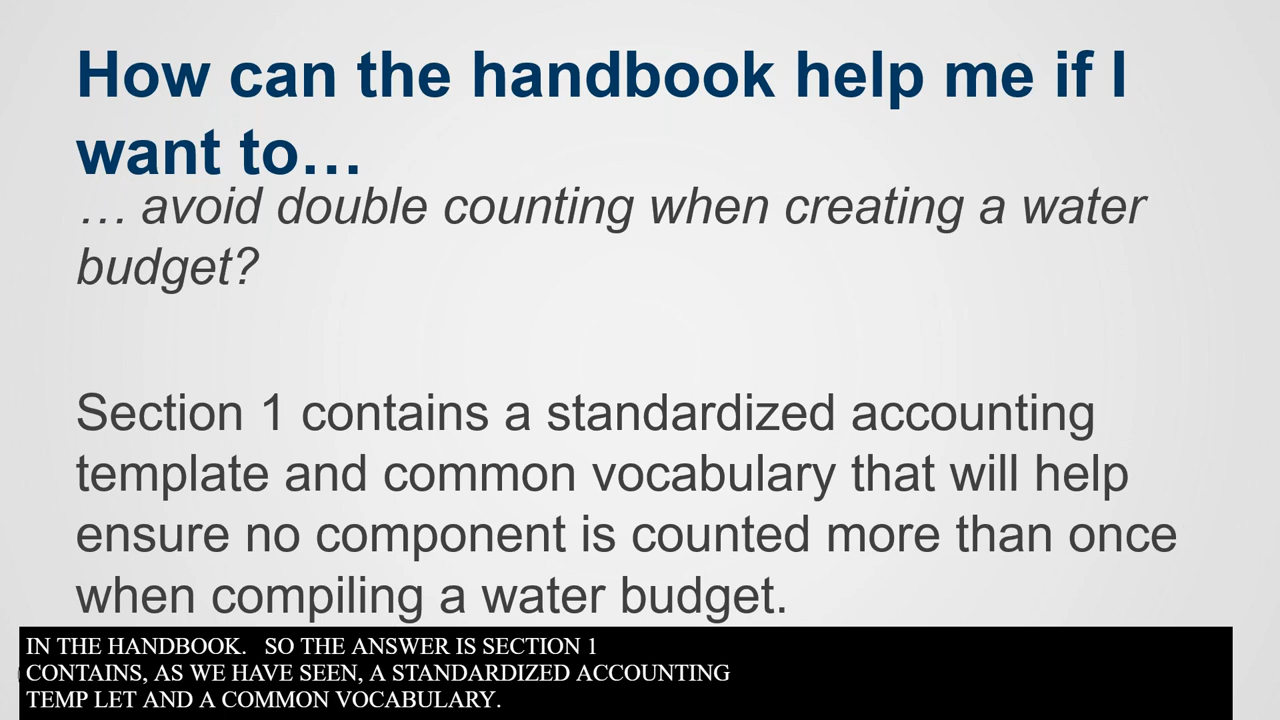 How can the handbook help me if I
want to…
… avoid double counting when creating a water
budget?
Section 1 contains a standardized accounting
template and common vocabulary that will help
ensure no component is counted more than once
when compiling a water budget.
IN THE HANDBOOK.   SO THE ANSWER IS SECTION 1
CONTAINS, AS WE HAVE SEEN, A STANDARDIZED ACCOUNTING
TEMP LET AND A COMMON VOCABULARY.